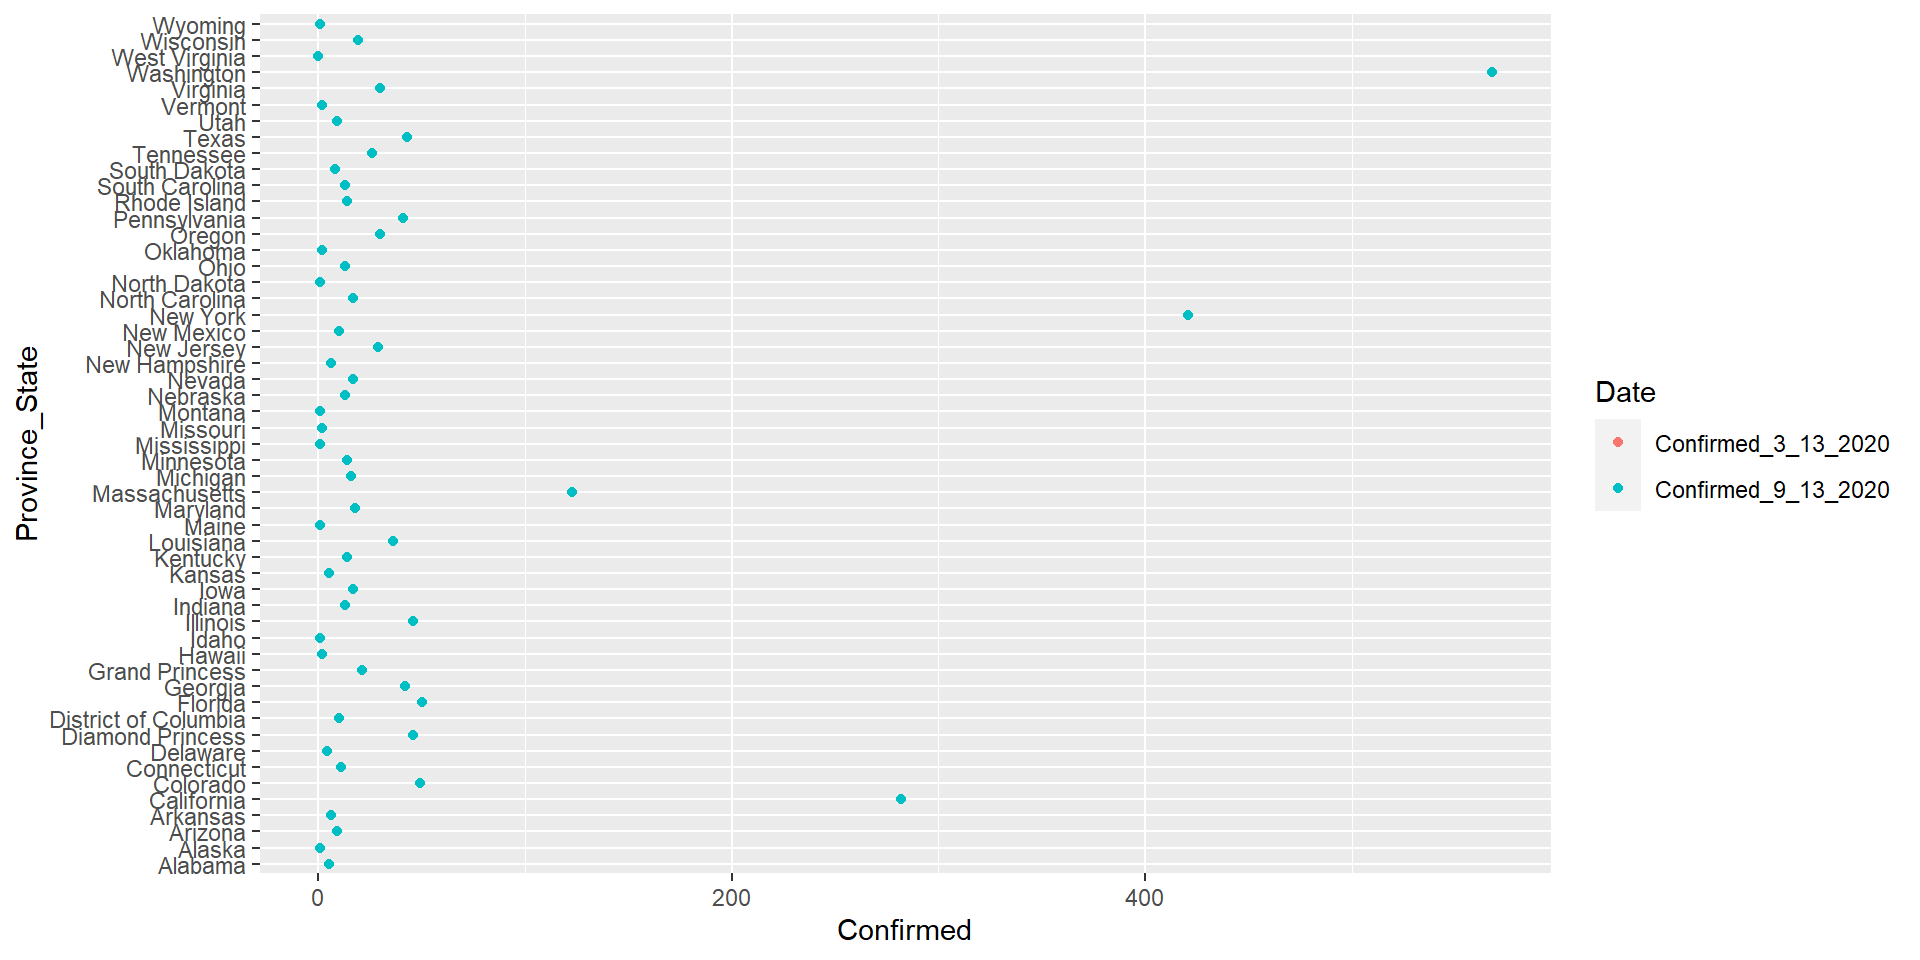 Wyoming
Wisconsin
West Virginia
Washington
Virginia
Vermont
Utah
Texas
Tennessee
South Dakota
South Carolina
Rhode Island
Pennsylvania
Oregon
Oklahoma
Ohio
North Dakota
North Carolina
New York
New Mexico
New Jersey
New Hampshire
Nevada
Nebraska
Montana
Missouri
Mississippi
Minnesota
Michigan
Massachusetts
Maryland
Maine
Louisiana
Kentucky
Kansas
Iowa
Indiana
Illinois
Idaho
Hawaii
Grand Princess
Georgia
Florida
District of Columbia
Diamond Princess
Delaware
Connecticut
Colorado
California
Arkansas
Arizona
Alaska
Alabama
Province_State
0 200 400
Confirmed
Date
Confirmed_3_13_2020
Confirmed_9_13_2020